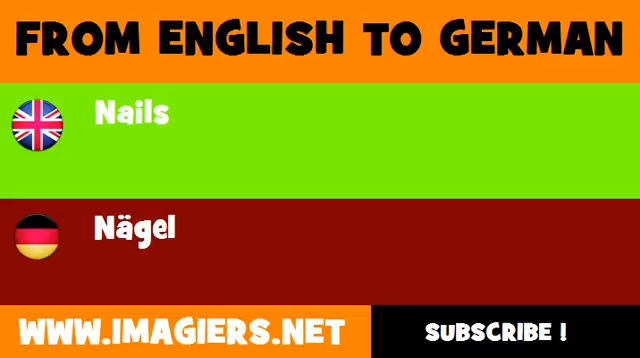 FROM ENGLISH TO GERMAN
Nails
Nägel
WWW.IMAGIERS.NET
SUBSCRIBE !